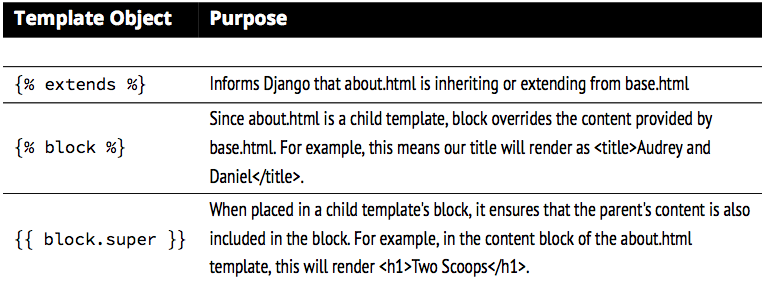 Template Object Purpose
{% extends %} Informs Django that about.html is inheriting or extending from base.html
Since about.html is a child template, block overrides the content provided by
{% block %} base.html. For example, this means our title will render as <title>Audrey and
Daniel</title>.
When placed in a child template's block, it ensures that the parent's content is also
{{ block.super }} included in the block. For example, in the content block of the about.html
template, this will render <h1>Two Scoops</h1>.